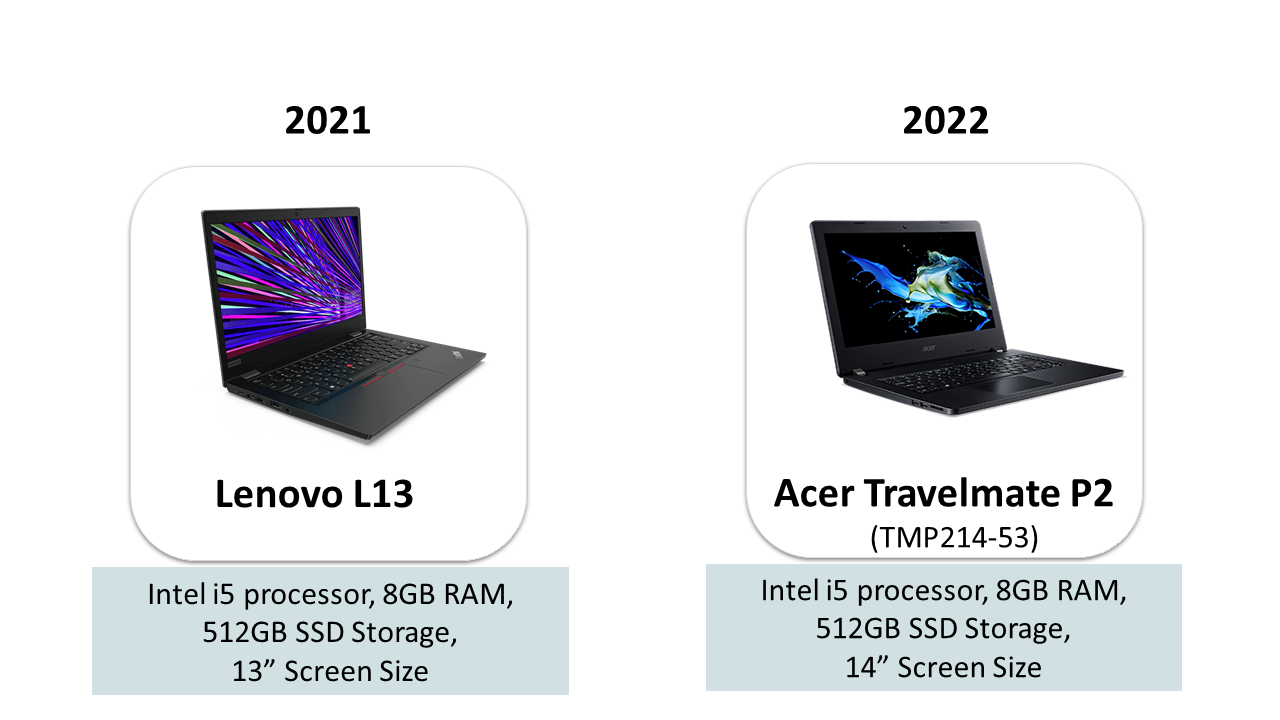 2021
2022
Lenovo L13
Acer Travelmate P2
(TMP214-53)
Intel i5 processor, 8GB RAM,
512GB SSD Storage,
13” Screen Size
Intel i5 processor, 8GB RAM,
512GB SSD Storage,
14” Screen Size
acer